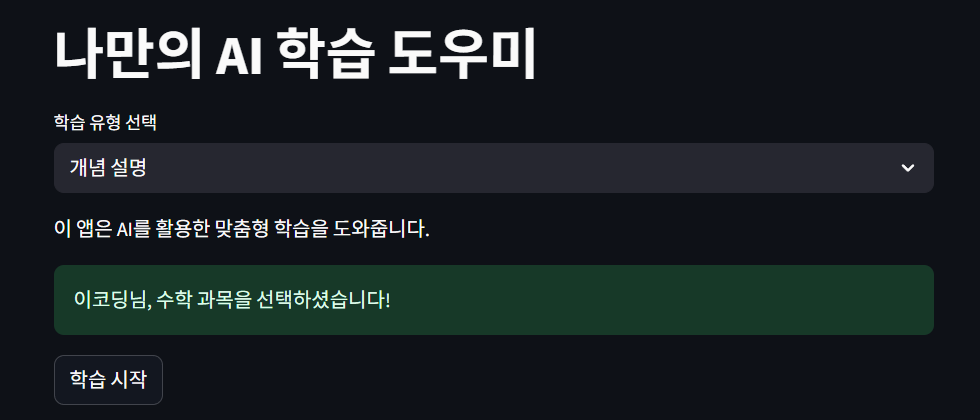 나만의 AI 학습 도우미
학습 유형 선택
개념 설명
이 앱은 AI를 활용한 맞춤형 학습을 도와줍니다.
이코딩님, 수학 과목을 선택하셨습니다!
학습 시작